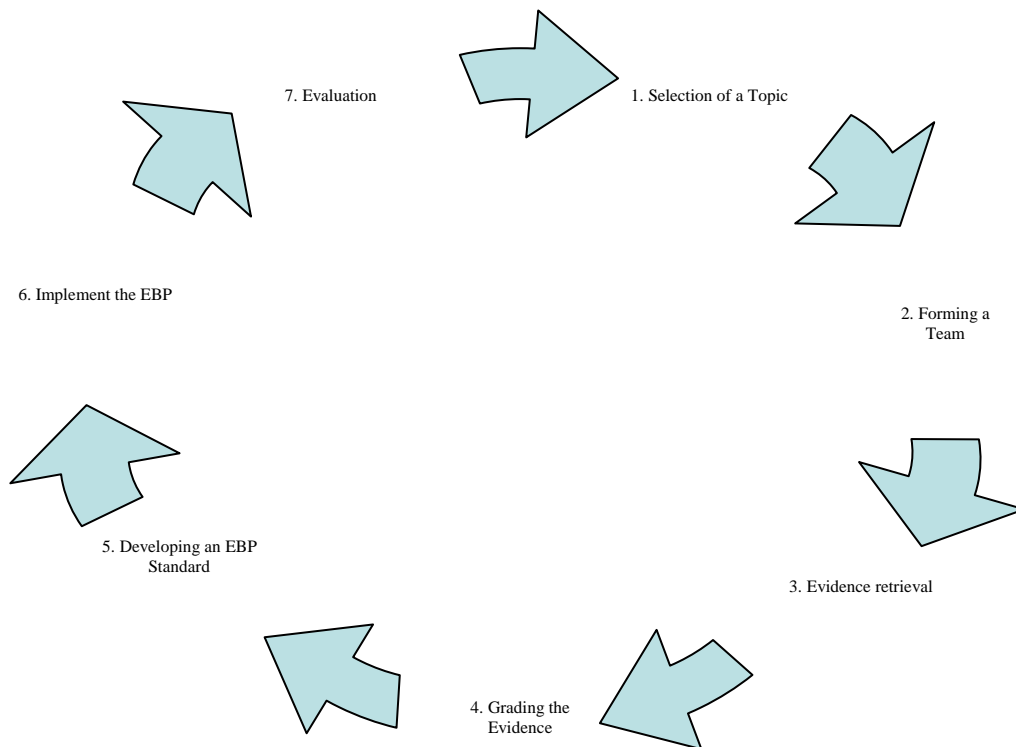 7. Evaluation
1. Selection of a Topic
6. Implement the EBP
2. Forming a
Team
5. Developing an EBP
Standard
3. Evidence retrieval
4. Grading the
Evidence